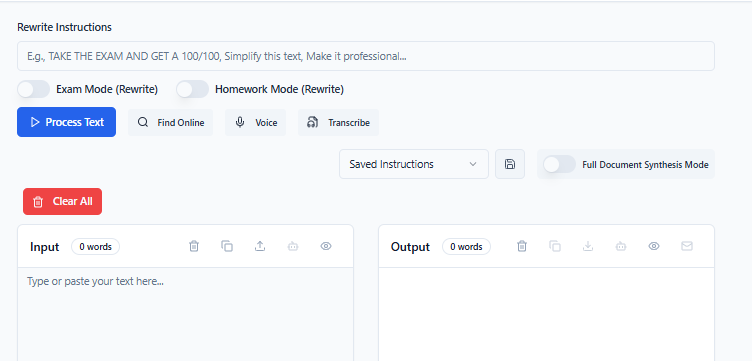 Rewrite Instructions
E.g., TAKE THE EXAM AND GET A 100/100, Simplify this text, Make it professional...
Exam Mode (Rewrite) Homework Mode (Rewrite)
Process Text Find Online Voice Transcribe
Saved Instructions Full Document Synthesis Mode
Clear All
Input 0 words Output 0 words
Type or paste your text here...